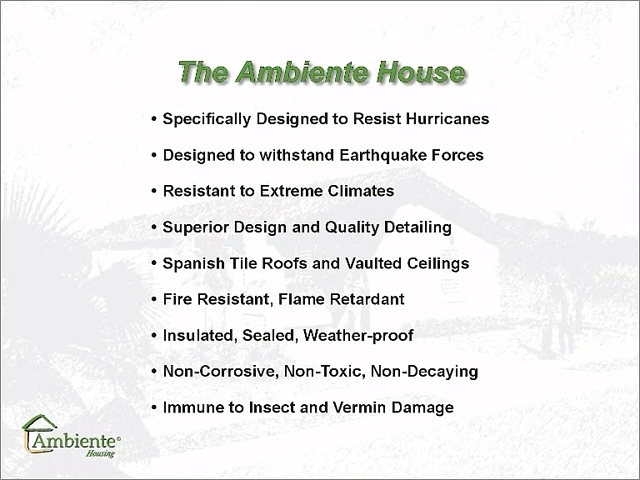 The Ambiente House
• Specifically Designed to Resist Hurricanes
• Designed to withstand Earthquake Forces
• Resistant to Extreme Climates
• Superior Design and Quality Detailing
• Spanish Tile Roofs and Vaulted Ceilings
• Fire Resistant, Flame Retardant
• Insulated, Sealed, Weather-proof
• Non-Corrosive, Non-Toxic, Non-Decaying
• Immune to Insect and Vermin Damage
Ambiente©
Housing